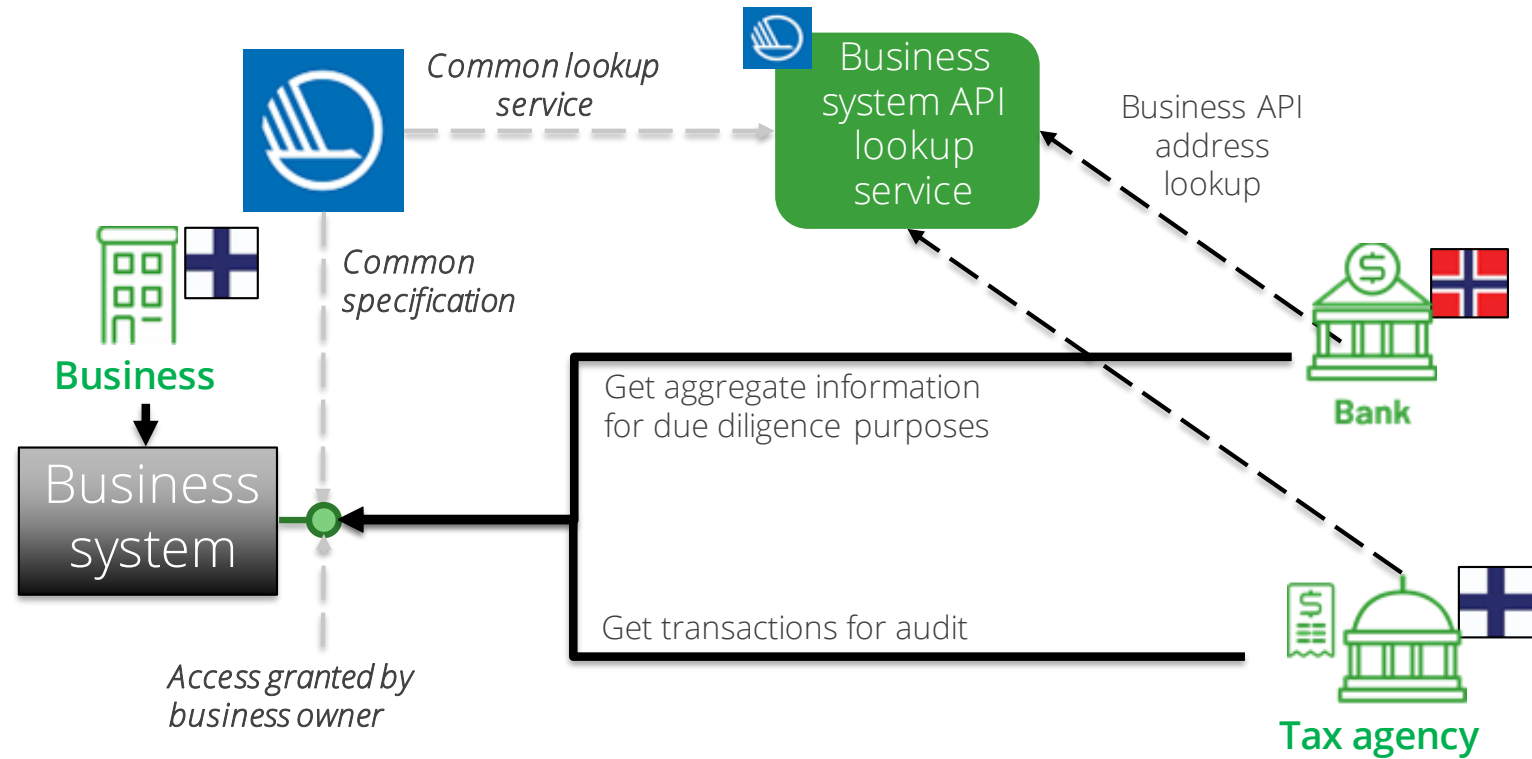 Common lookup
service
Business
system API
lookup
service
Business API
address
lookup
Common
specification
Business
Get aggregate information
for due diligence purposes
Bank
Business
system
Get transactions for audit
Access granted by
business owner
Tax agency